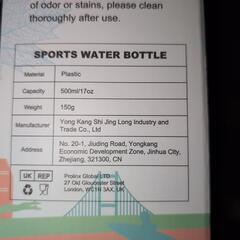 of odor or stains, please clean
thoroughly after use.
SPORTS WATER BOTTLE
Material Plastic
Capacity 500ml/17oz
Weight 150g
Manufacturer Yong Kang Shi Jing Long Industry and
Trade Co., Ltd
Address No. 20-1, Jiuding Road, Yongkang
Economic Development Zone, Jinhua City,
Zhejiang, 321300, CN
UK REP Prolinx Global LTD
27 Old Gloucester Street
London, WC1N 3AX, UK